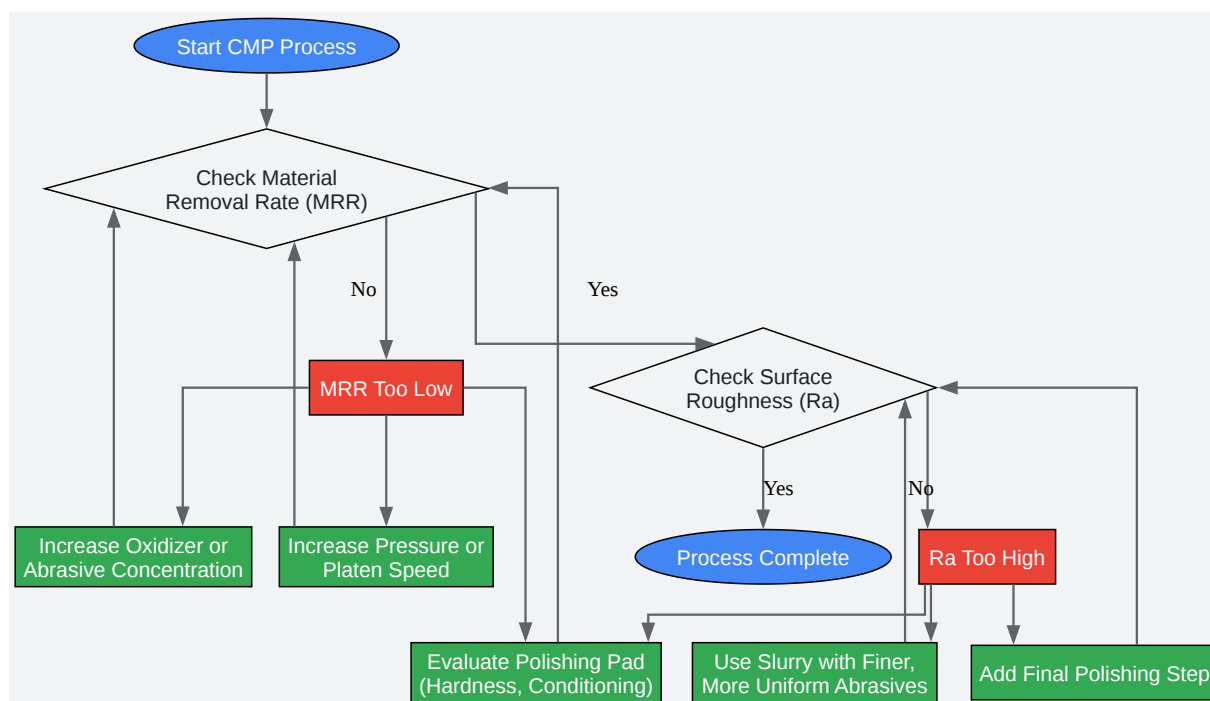 Start CMP Process
Check Material
Removal Rate (MRR)
No
Yes
Check Surface
Roughness (Ra)
MRR Too Low
Yes
No
Increase Oxidizer or
Abrasive Concentration
Increase Pressure or
Platen Speed
Process Complete
Ra Too High
Evaluate Polishing Pad
(Hardness, Conditioning)
Use Slurry with Finer,
More Uniform Abrasives
Add Final Polishing Step